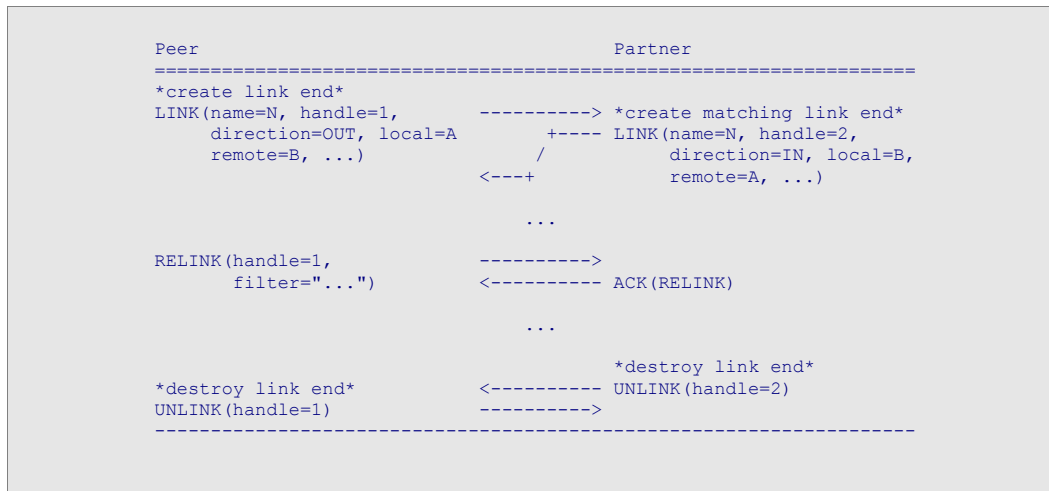 Peer                                     Partner
====================================================================
*create link end*
LINK(name=N, handle=1,       ----------> *create matching link end*
     direction=OUT, local=A        +---- LINK(name=N, handle=2,
     remote=B, ...)               /           direction=IN, local=B,
                             <---+            remote=A, ...)
                                 ...
RELINK(handle=1,             ---------->
       filter="...")         <---------- ACK(RELINK)
                                 ...
                                         *destroy link end*
*destroy link end*           <---------- UNLINK(handle=2)
UNLINK(handle=1)             ---------->
--------------------------------------------------------------------